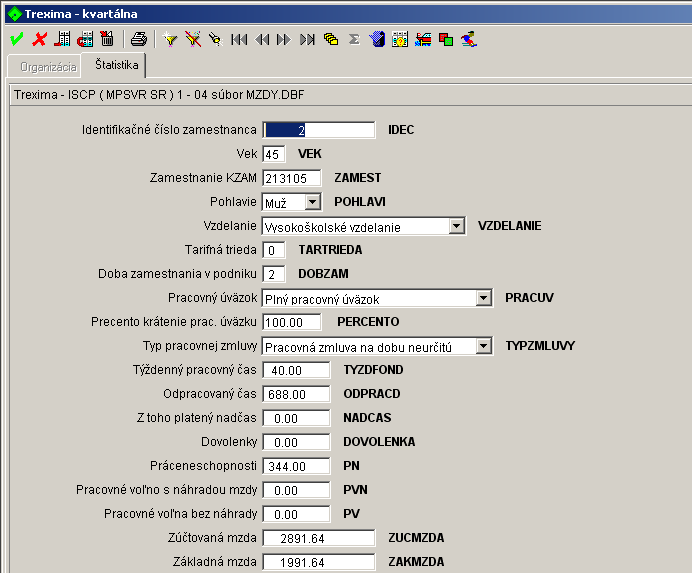 Trexima - kvartálna
Organizácia Štatistika
Trexima - ISCP ( MPSVR SR ) 1 - 04 súbor MZDY.DBF
Identifikačné číslo zamestnanca 2 IDEC
Vek 45 VEK
Zamestnanie KZAM 213105 ZAMEST
Pohlavie Muž POHLAVI
Vzdelanie Vysokoškolské vzdelanie VZDELANIE
Tarifná trieda 0 TARTRIEDA
Doba zamestnania v podniku 2 DOBZAM
Pracovný úväzok Plný pracovný úväzok PRACUV
Precento krátenie prac. úväzku 100.00 PERCENTO
Typ pracovnej zmluvy Pracovná zmluva na dobu neurčitú TYPZMLUVY
Týždenný pracovný čas 40.00 TYZDFOND
Odpracovaný čas 688.00 ODPRACD
Z toho platený nadčas 0.00 NADCAS
Dovolenky 0.00 DOVOLENKA
Práceneschopnosti 344.00 PN
Pracovné voľno s náhradou mzdy 0.00 PVN
Pracovné voľna bez náhrady 0.00 PV
Zúčtovaná mzda 2891.64 ZUCMZDA
Základná mzda 1991.64 ZAKMZDA